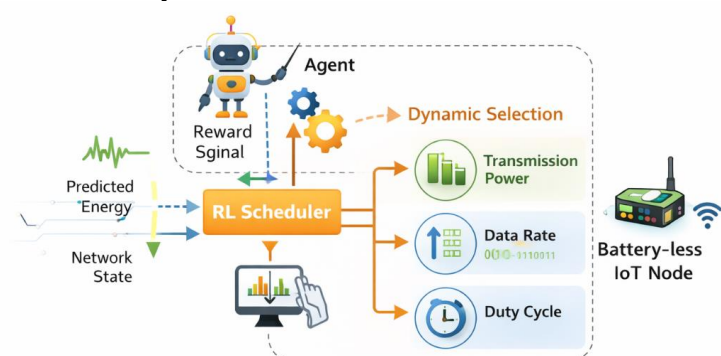 Agent
Reward
Sginal
Dynamic Selection
Predicted
Energy
Network
State
RL Scheduler
Transmission
Power
Data Rate
Duty Cycle
Battery-less
IoT Node